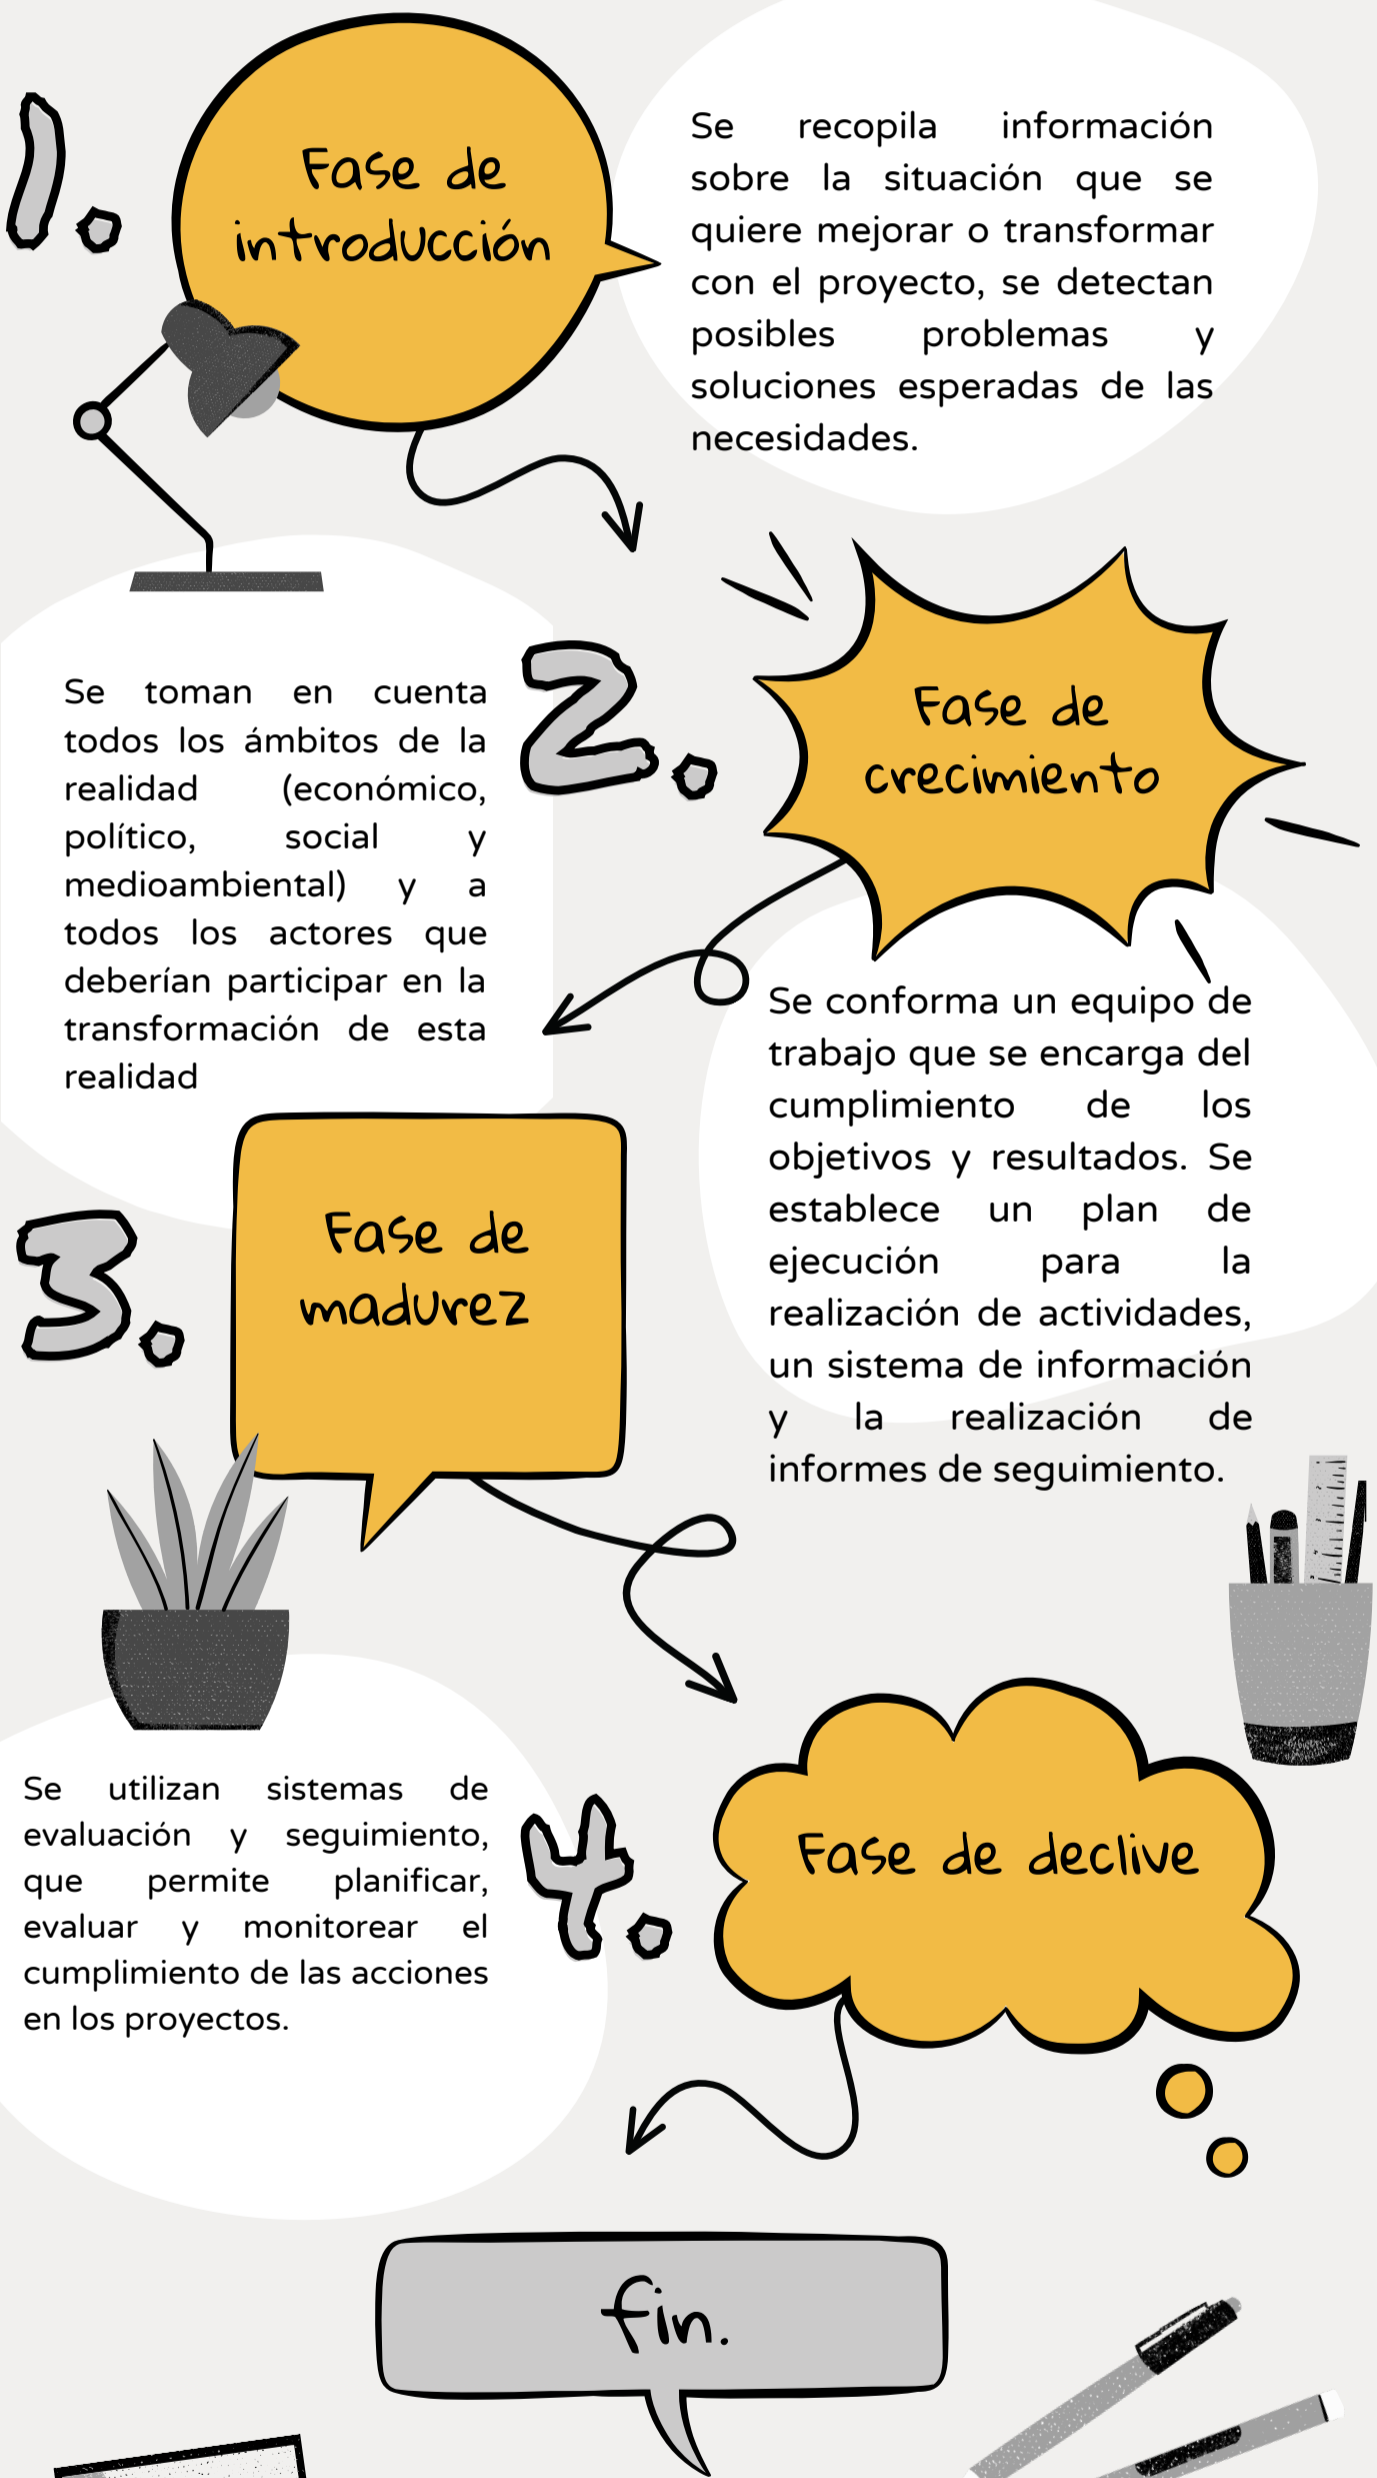 1.
Fase de
introducción
Se recopila información
sobre la situación que se
quiere mejorar o transformar
con el proyecto, se detectan
posibles problemas y
soluciones esperadas de las
necesidades.
2.
Fase de
crecimiento
Se toman en cuenta
todos los ámbitos de la
realidad (económico,
político, social y
medioambiental) y a
todos los actores que
deberían participar en la
transformación de esta
realidad
3.
Fase de
madurez
Se conforma un equipo de
trabajo que se encarga del
cumplimiento de los
objetivos y resultados. Se
establece un plan de
ejecución para la
realización de actividades,
un sistema de información
y la realización de
informes de seguimiento.
4.
Fase de declive
Se utilizan sistemas de
evaluación y seguimiento,
que permite planificar,
evaluar y monitorear el
cumplimiento de las acciones
en los proyectos.
fin.